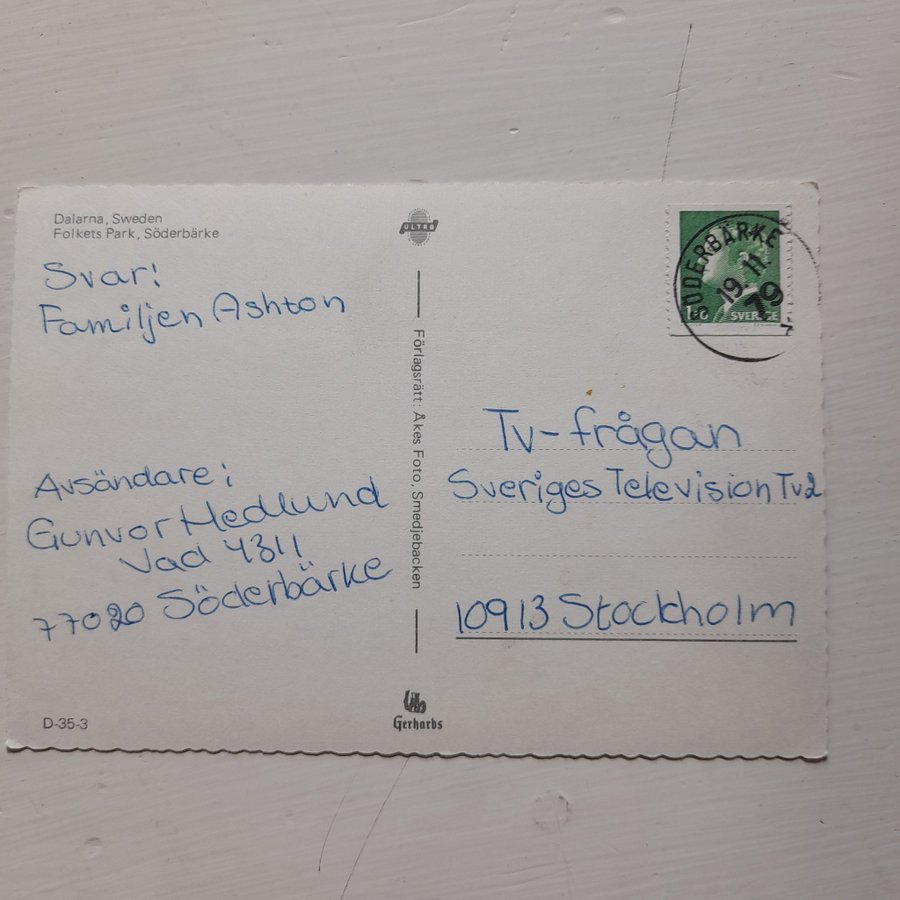 Dalarna, Sweden
Folkets Park, Söderbärke
Svar!
Familjen Ashton
Avsändare:
Gunvor Hedlund
Vad 4311
77020 Söderbärke
D-35-3
ULTRA
Förlagsrätt: Åkes Foto, Smedjebacken
Gerhards
SÖDERBÄRKE
19.11.
79
SVERIGE
Tv-frågan
Sveriges Television Tv2
10913 Stockholm